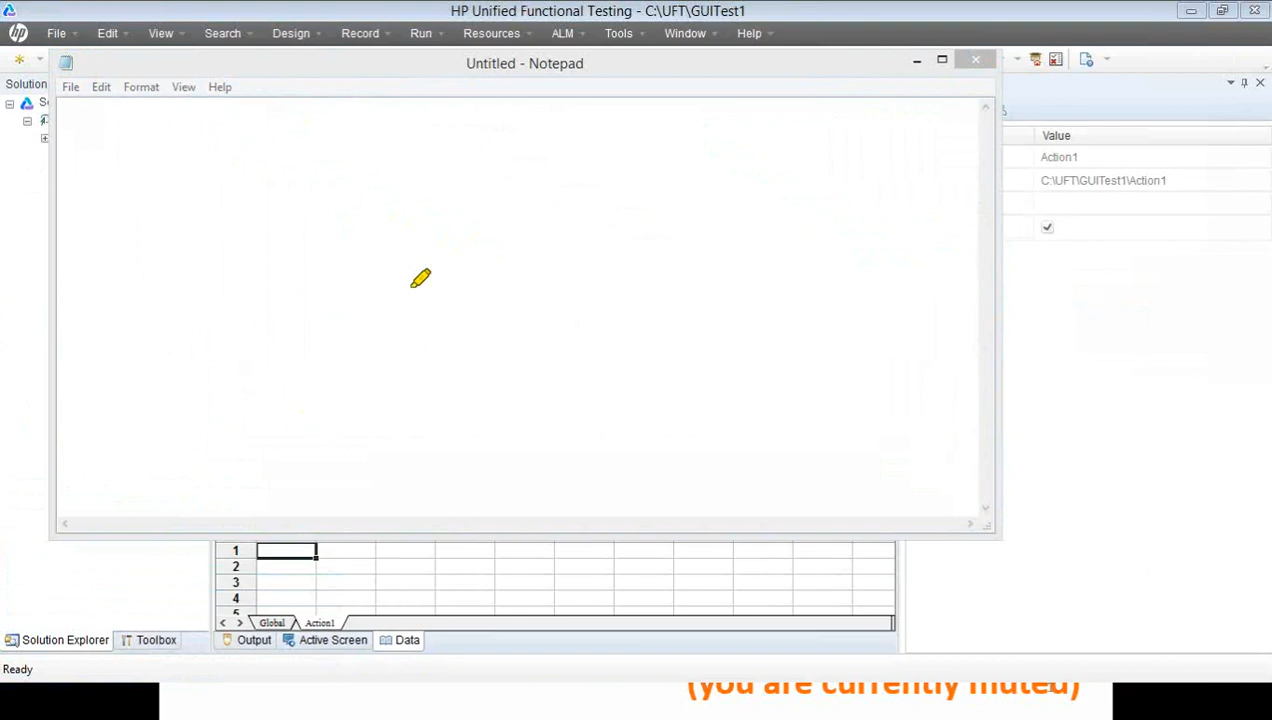 HP Unified Functional Testing - C:\UFT\GUITest1
hp File Edit View Search Design Record Run Resources ALM Tools Window Help
Solution
Untitled - Notepad
File Edit Format View Help
Value
Action1
C:\UFT\GUITest1\Action1
1
2
3
4
5
Global Action1
Solution Explorer Toolbox Output Active Screen Data
Ready
(you are currently muted)